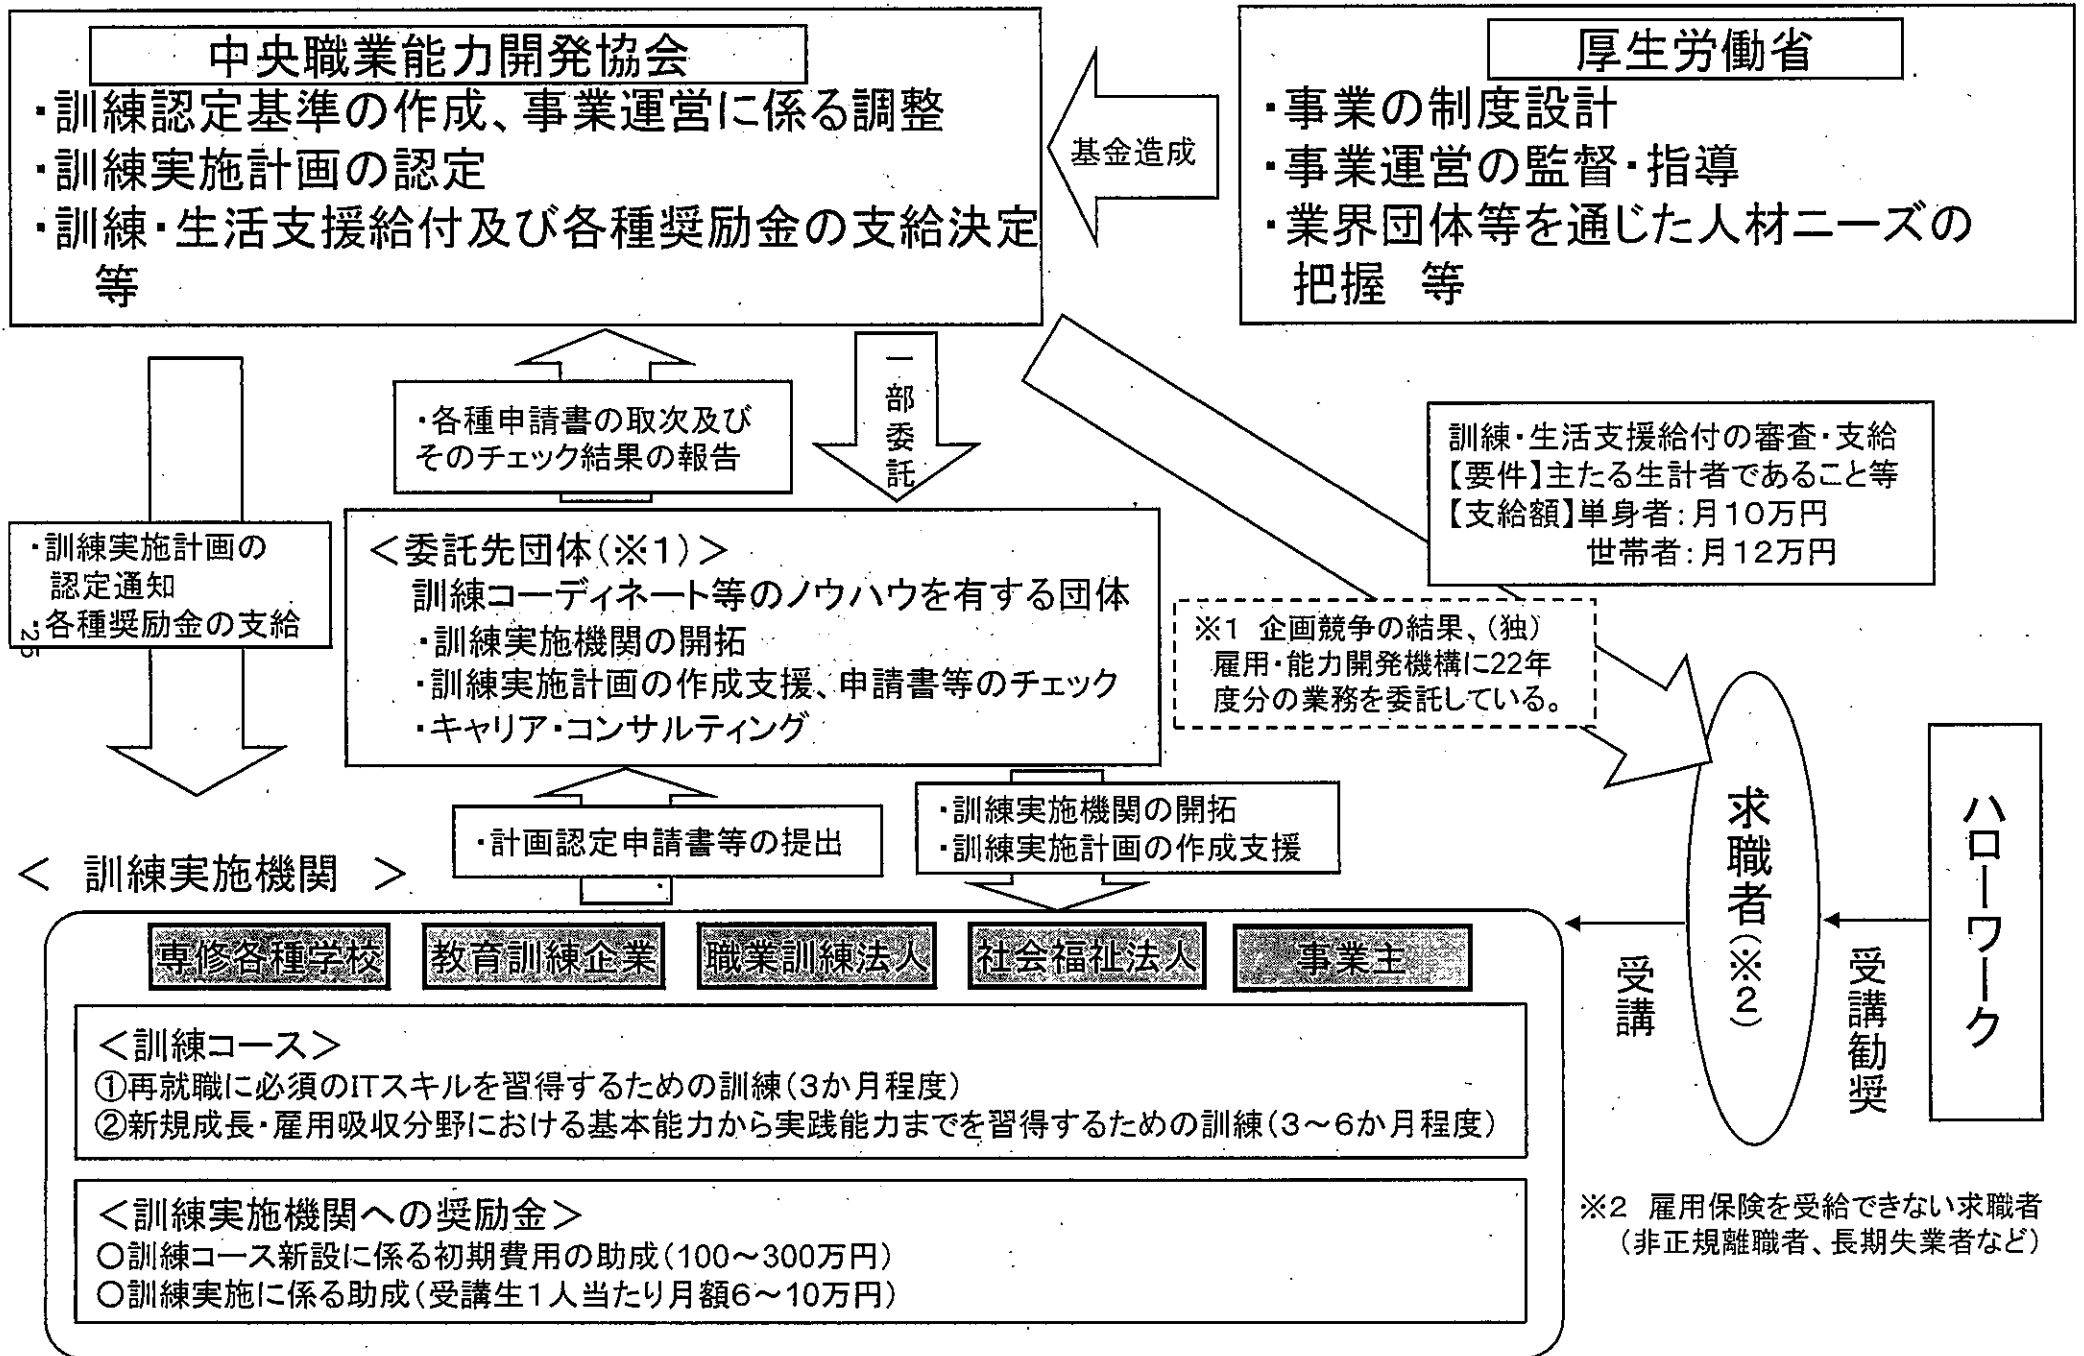 中央職業能力開発協会
・訓練認定基準の作成、事業運営に係る調整
・訓練実施計画の認定
・訓練・生活支援給付及び各種奨励金の支給決定
等
基金造成
厚生労働省
・事業の制度設計
・事業運営の監督・指導
・業界団体等を通じた人材ニーズの
把握 等
・各種申請書の取次及び
そのチェック結果の報告
一部委託
訓練・生活支援給付の審査・支給
【要件】主たる生計者であること等
【支給額】単身者:月10万円
世帯者:月12万円
・訓練実施計画の
認定通知
・各種奨励金の支給
25
<委託先団体(※1)>
訓練コーディネート等のノウハウを有する団体
・訓練実施機関の開拓
・訓練実施計画の作成支援、申請書等のチェック
・キャリア・コンサルティング
※1 企画競争の結果、(独)
雇用・能力開発機構に22年
度分の業務を委託している。
・計画認定申請書等の提出
・訓練実施機関の開拓
・訓練実施計画の作成支援
求職者(※2)
ハローワーク
受講
受講勧奨
< 訓練実施機関 >
専修各種学校
教育訓練企業
職業訓練法人
社会福祉法人
事業主
<訓練コース>
①再就職に必須のITスキルを習得するための訓練(3か月程度)
②新規成長・雇用吸収分野における基本能力から実践能力までを習得するための訓練(3~6か月程度)
<訓練実施機関への奨励金>
○訓練コース新設に係る初期費用の助成(100~300万円)
○訓練実施に係る助成(受講生1人当たり月額6~10万円)
※2 雇用保険を受給できない求職者
(非正規離職者、長期失業者など)